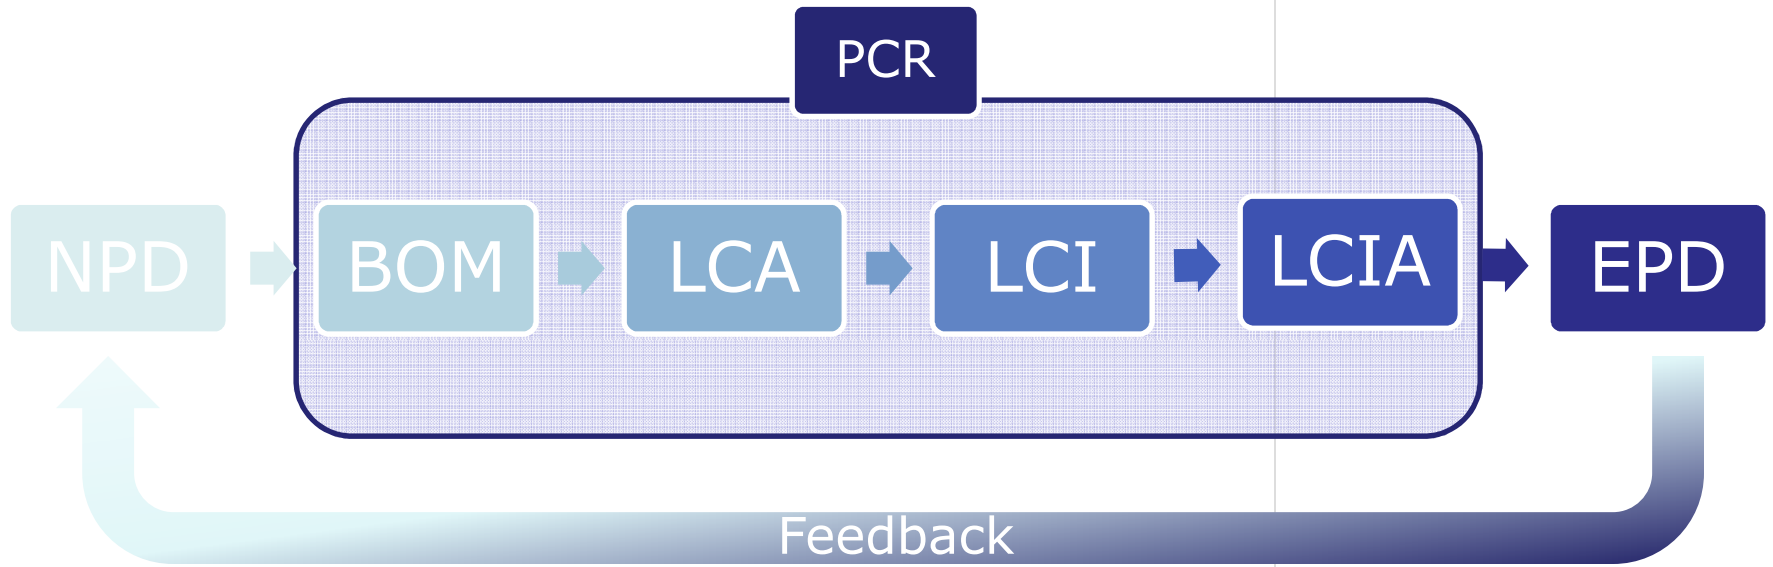 PCR
NPD
BOM
LCA
LCI
LCIA
EPD
Feedback